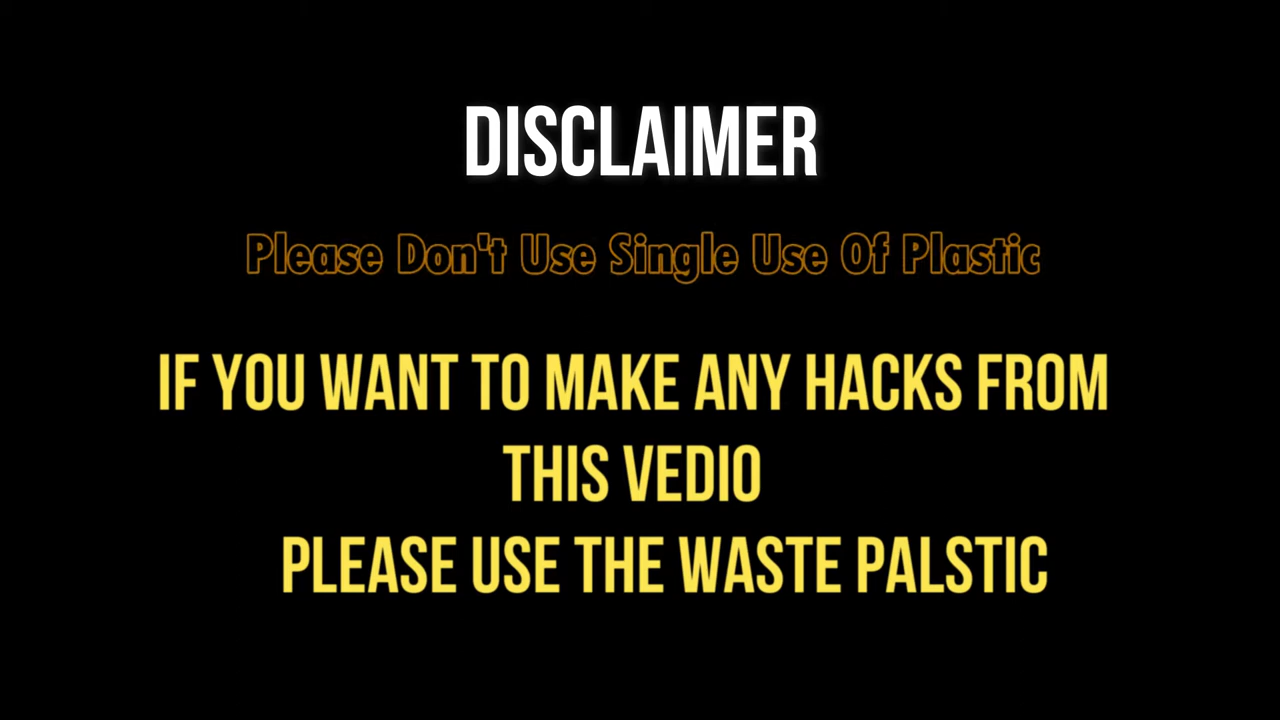 DISCLAIMER
Please Don't Use Single Use Of Plastic
IF YOU WANT TO MAKE ANY HACKS FROM
THIS VEDIO
PLEASE USE THE WASTE PALSTIC